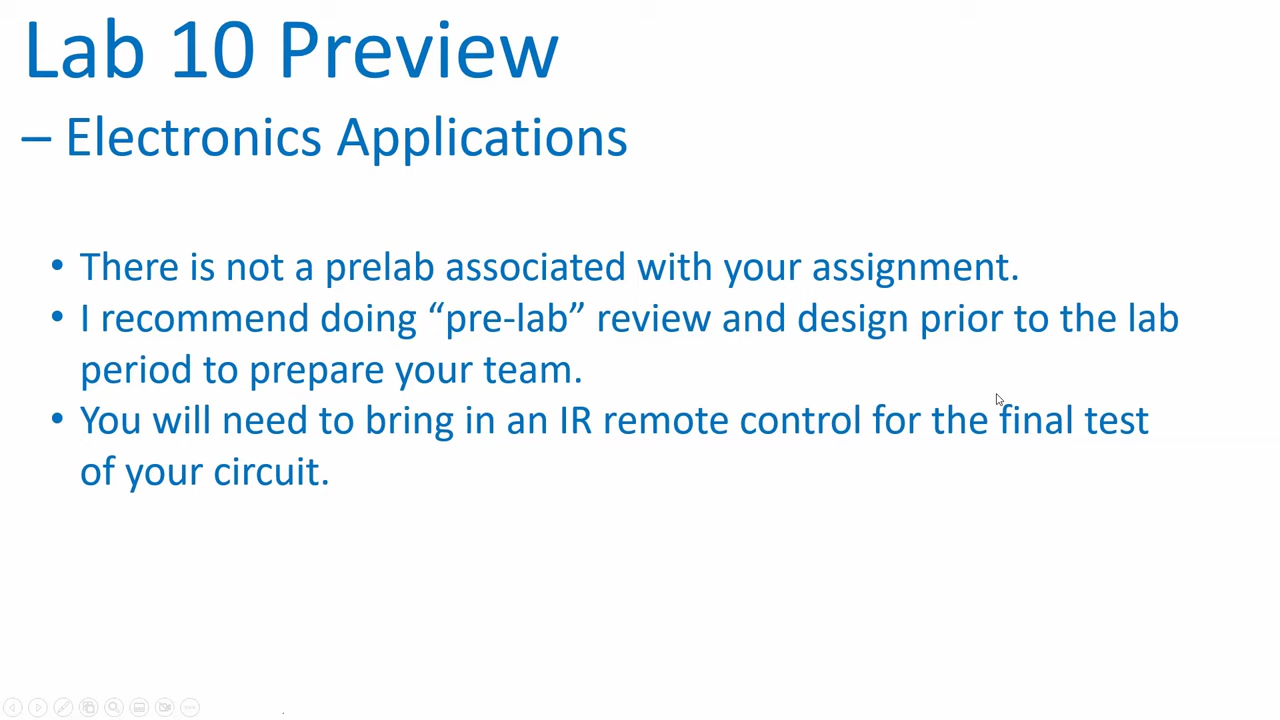 Lab 10 Preview
– Electronics Applications
• There is not a prelab associated with your assignment.
• I recommend doing “pre-lab” review and design prior to the lab
period to prepare your team.
• You will need to bring in an IR remote control for the final test
of your circuit.